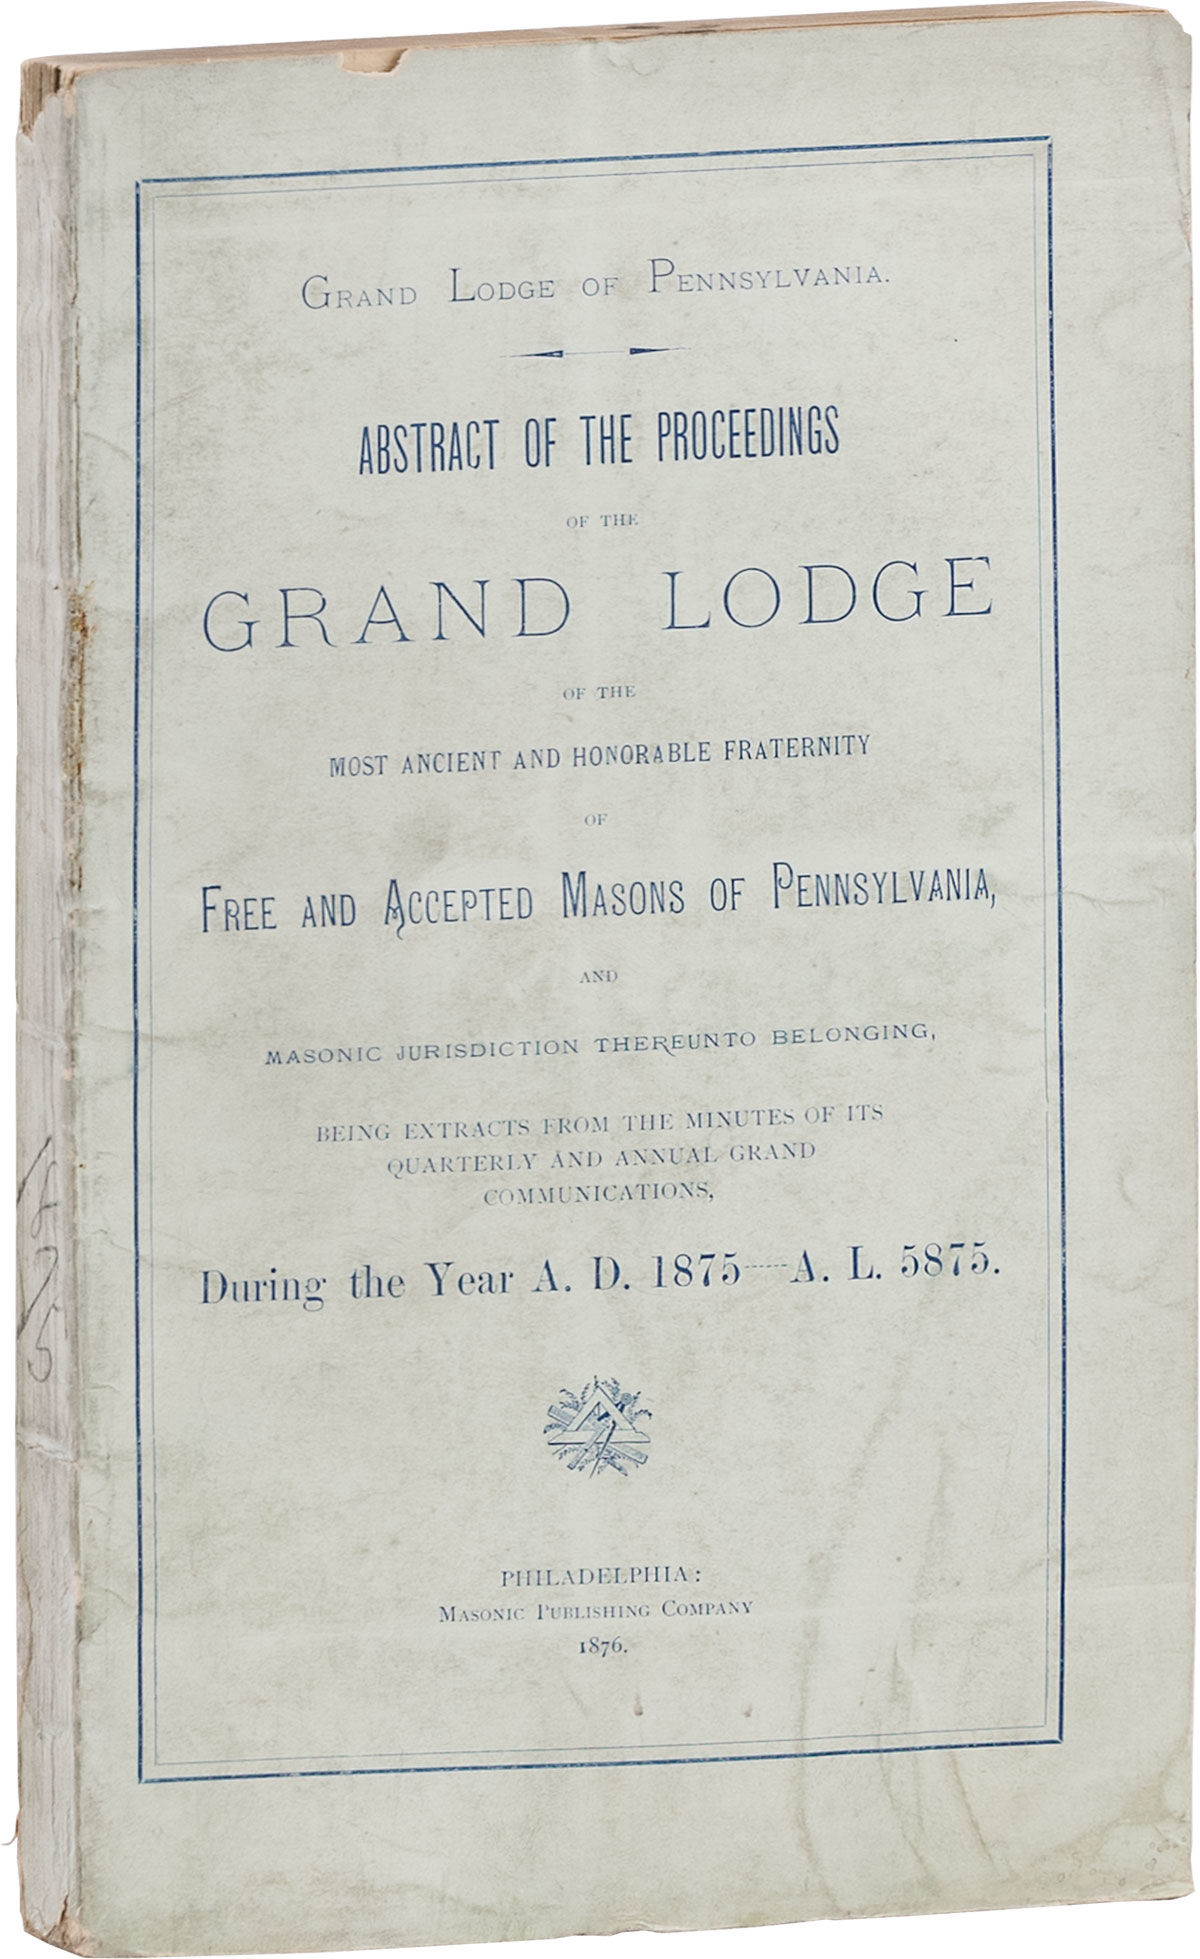 GRAND LODGE OF PENNSYLVANIA.
ABSTRACT OF THE PROCEEDINGS
OF THE
GRAND LODGE
OF THE
MOST ANCIENT AND HONORABLE FRATERNITY
OF
FREE AND ACCEPTED MASONS OF PENNSYLVANIA,
AND
MASONIC JURISDICTION THEREUNTO BELONGING,
BEING EXTRACTS FROM THE MINUTES OF ITS
QUARTERLY AND ANNUAL GRAND
COMMUNICATIONS,
During the Year A. D. 1875—A. L. 5875.
PHILADELPHIA:
MASONIC PUBLISHING COMPANY
1876.
1875